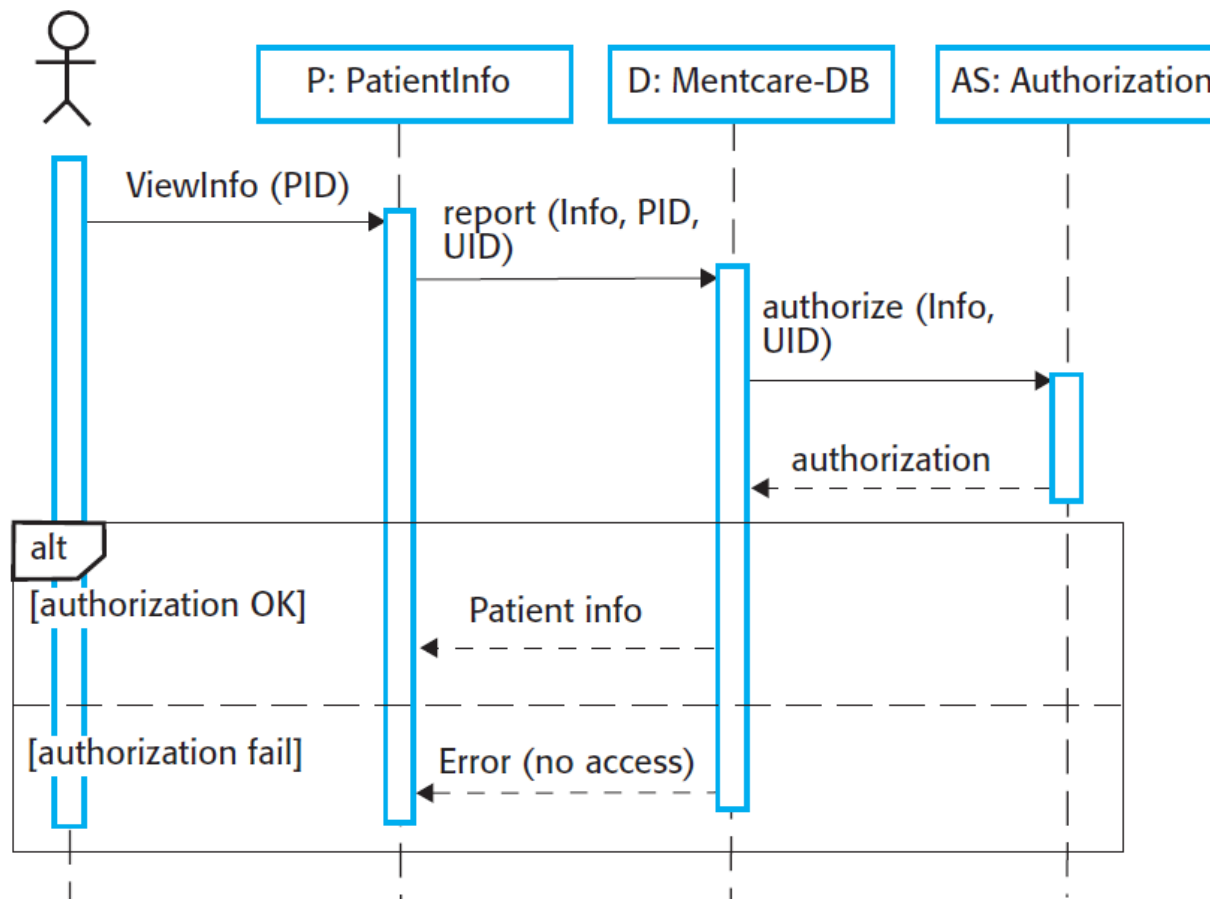 P: PatientInfo
D: Mentcare-DB
AS: Authorization
ViewInfo (PID)
report (Info, PID,
UID)
authorize (Info,
UID)
authorization
alt
[authorization OK]
Patient info
[authorization fail]
Error (no access)